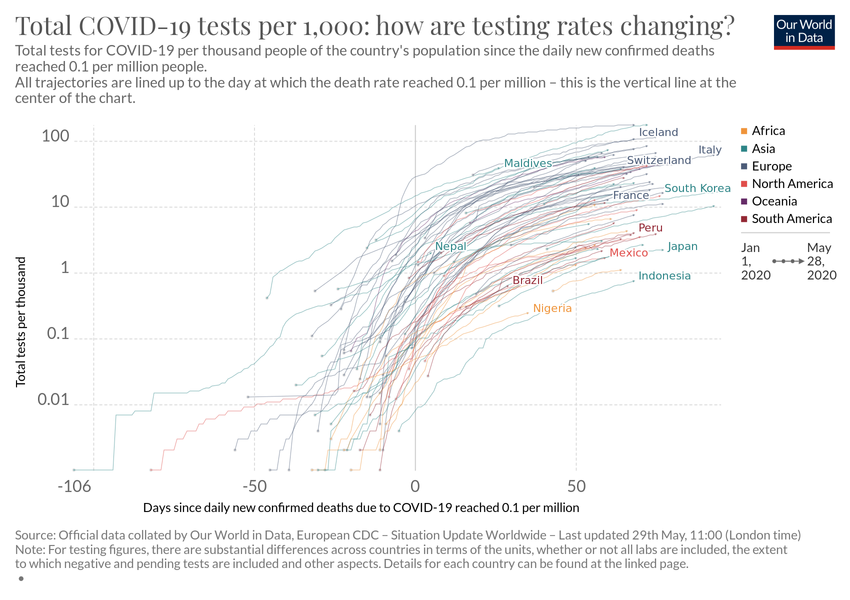 Total COVID-19 tests per 1,000: how are testing rates changing?
Our World
in Data
Total tests for COVID-19 per thousand people of the country's population since the daily new confirmed deaths
reached 0.1 per million people.
All trajectories are lined up to the day at which the death rate reached 0.1 per million – this is the vertical line at the
center of the chart.
Total tests per thousand
100
10
1
0.1
0.01
Iceland
Italy
Maldives
Switzerland
South Korea
France
Peru
Nepal
Japan
Mexico
Indonesia
Brazil
Nigeria
Africa
Asia
Europe
North America
Oceania
South America
Jan
1,
2020
May
28,
2020
-106
-50
0
50
Days since daily new confirmed deaths due to COVID-19 reached 0.1 per million
Source: Official data collated by Our World in Data, European CDC – Situation Update Worldwide – Last updated 29th May, 11:00 (London time)
Note: For testing figures, there are substantial differences across countries in terms of the units, whether or not all labs are included, the extent
to which negative and pending tests are included and other aspects. Details for each country can be found at the linked page.